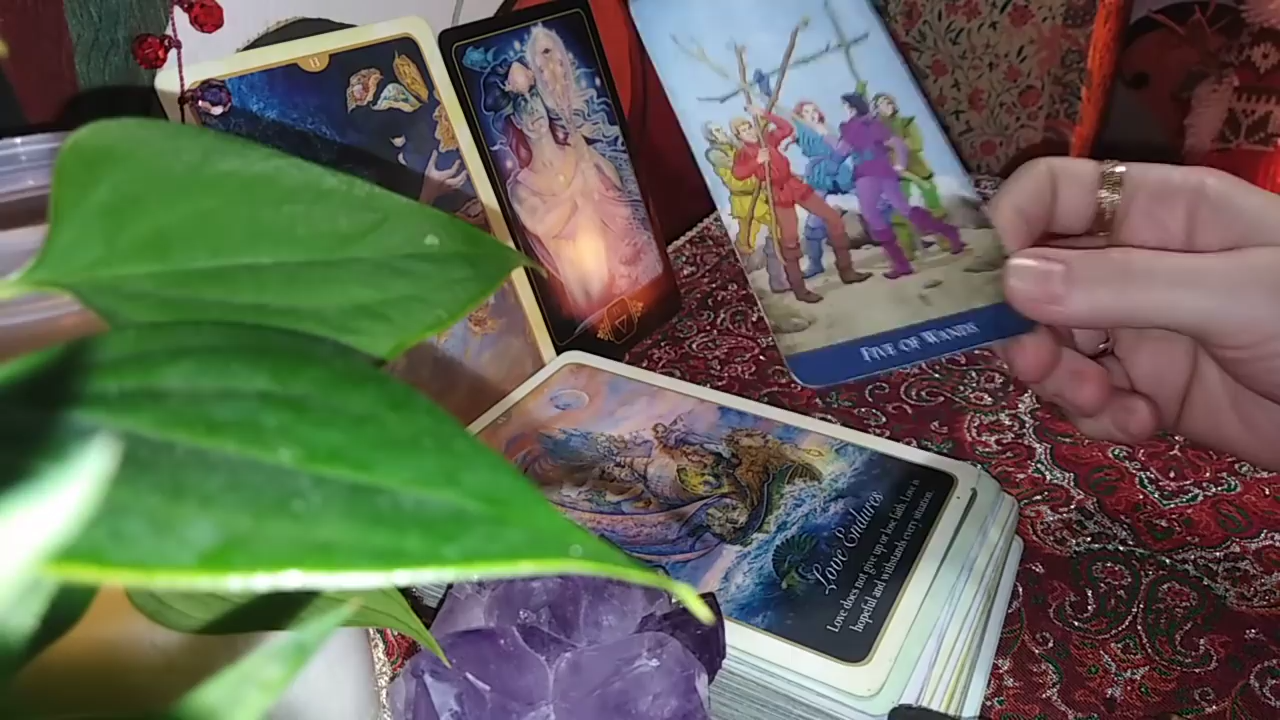 FIVE OF WANDS
Love Endures
Love does not give up or lose faith. Love is
hopeful and withstands every situation.